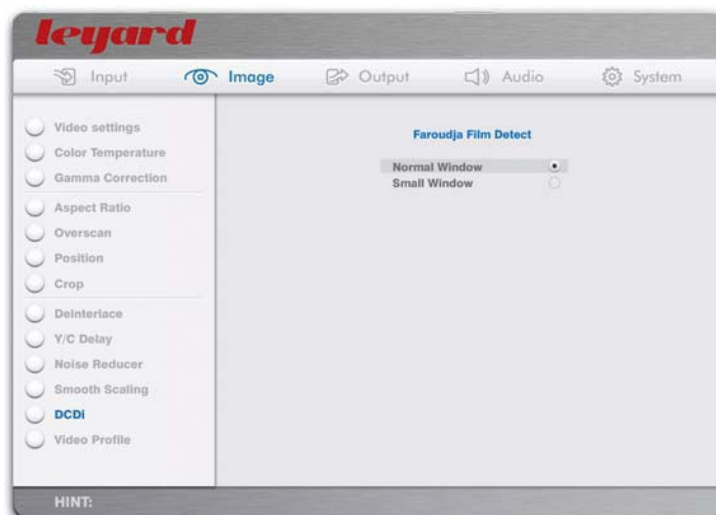 leyard
Input Image Output Audio System
Video settings
Color Temperature
Gamma Correction
Aspect Ratio
Overscan
Position
Crop
Deinterlace
Y/C Delay
Noise Reducer
Smooth Scaling
DCDi
Video Profile
Faroudja Film Detect
Normal Window
Small Window
HINT: